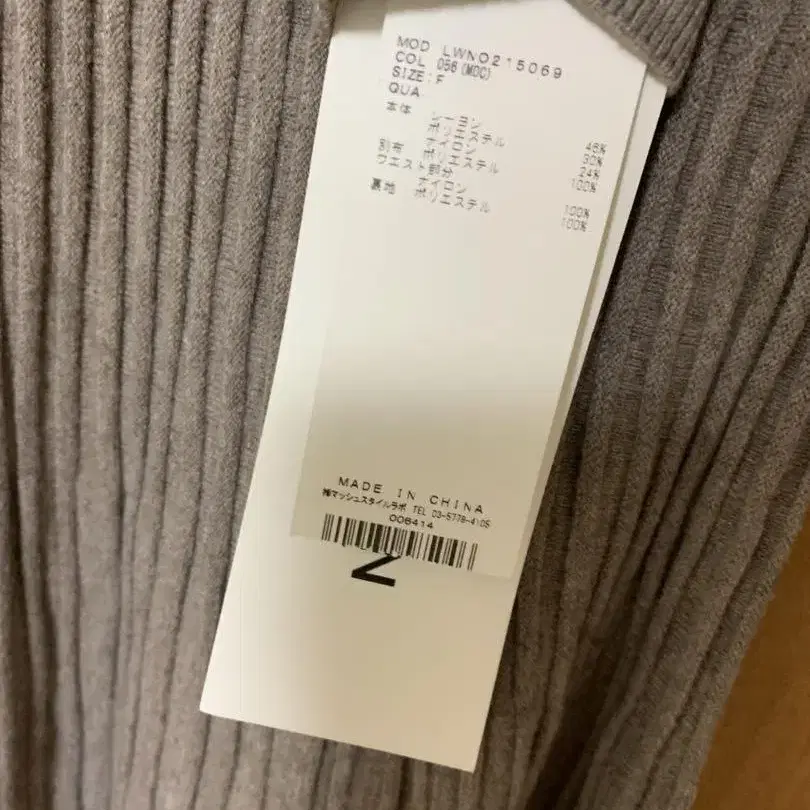 MOD LWNO215069
COL 056(MOC)
SIZE:F
QUA
本体 レーヨン 46%
ポリエステル 30%
ナイロン 24%
別布 ポリエステル 100%
ウエスト部分
ナイロン 100%
裏地 ポリエステル 100%
MADE IN CHINA
㈱マッシュスタイルラボ TEL 03-5778-4105
006414
N